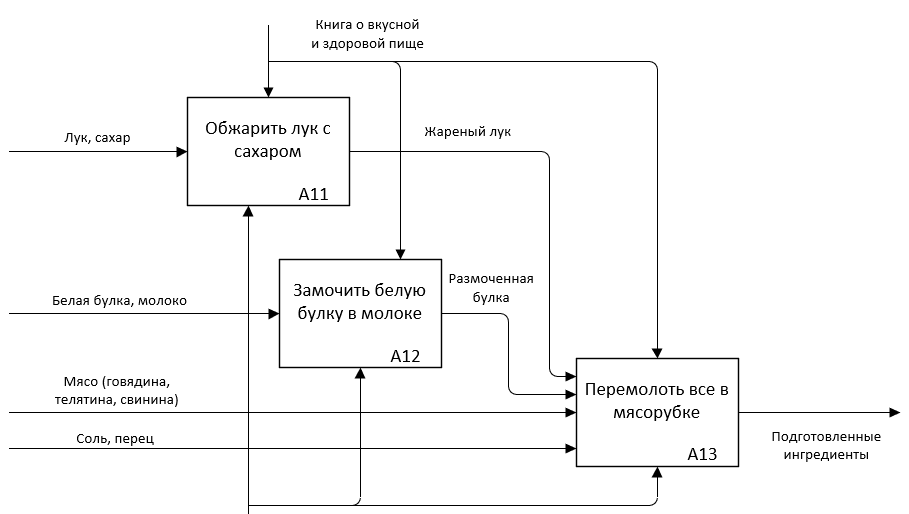 Книга о вкусной
и здоровой пище
Обжарить лук с
сахаром
A11
Лук, сахар
Жареный лук
Замочить белую
булку в молоке
A12
Белая булка, молоко
Размоченная
булка
Мясо (говядина,
телятина, свинина)
Соль, перец
Перемолоть все в
мясорубке
A13
Подготовленные
ингредиенты